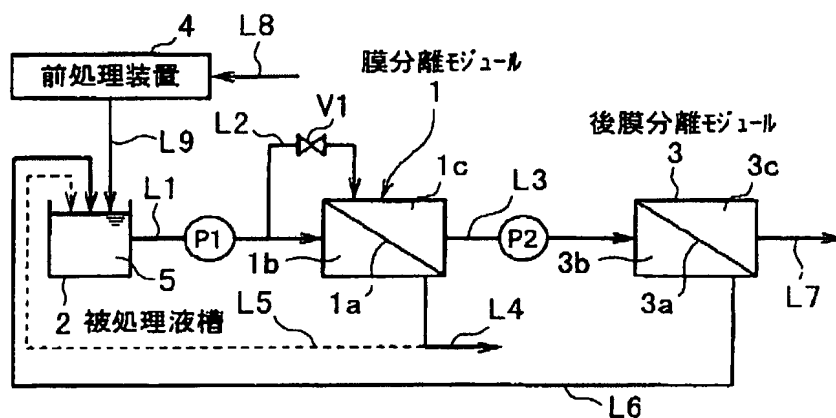 4
L8
前処理装置
膜分離モジュール
1
V1
L2
L9
後膜分離モジュール
3
3c
1c
L3
L1
P1
P2
1b
1a
3b
3a
5
2 被処理液槽
L5
L4
L7
L6